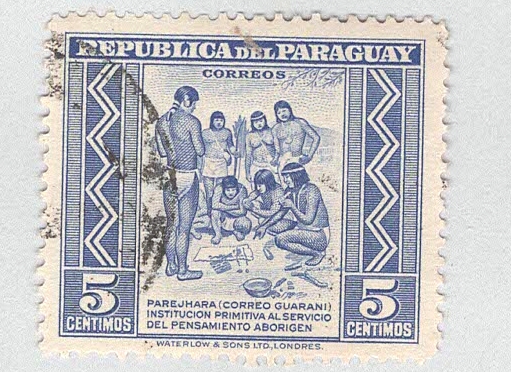 REPUBLICA DEL PARAGUAY
CORREOS
PAREJHARA (CORREO GUARANI)
INSTITUCION PRIMITIVA AL SERVICIO
DEL PENSAMIENTO ABORIGEN
5 CENTIMOS
5 CENTIMOS
WATERLOW & SONS LTD., LONDRES.